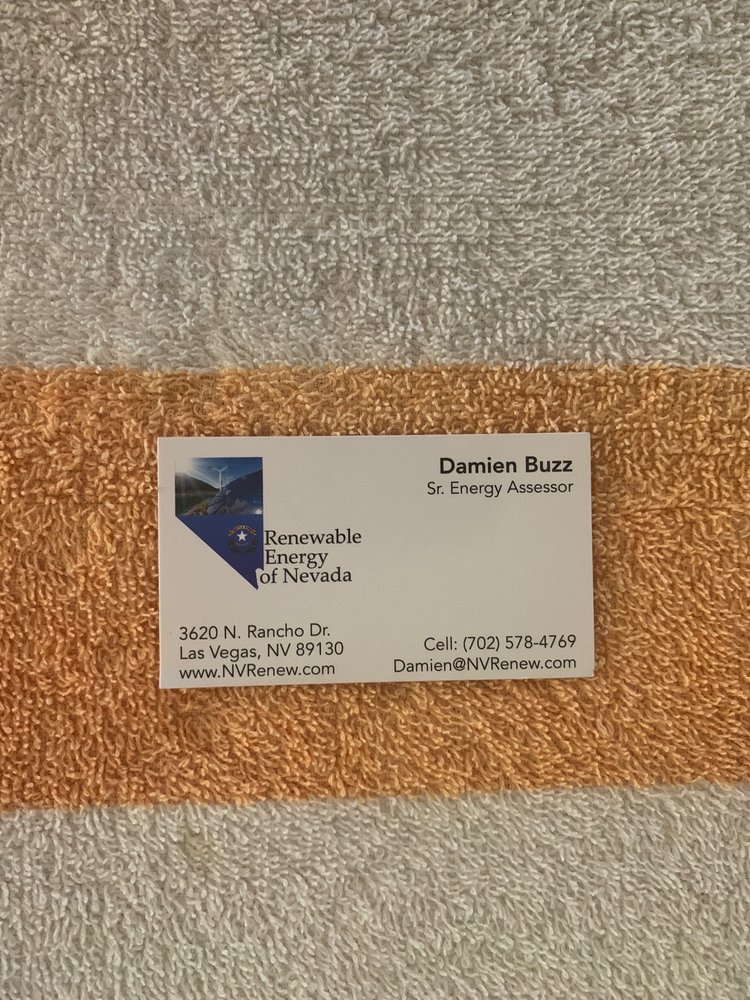 Damien Buzz
Sr. Energy Assessor
Renewable
Energy
of Nevada
3620 N. Rancho Dr.
Las Vegas, NV 89130
www.NVRenew.com
Cell: (702) 578-4769
Damien@NVRenew.com